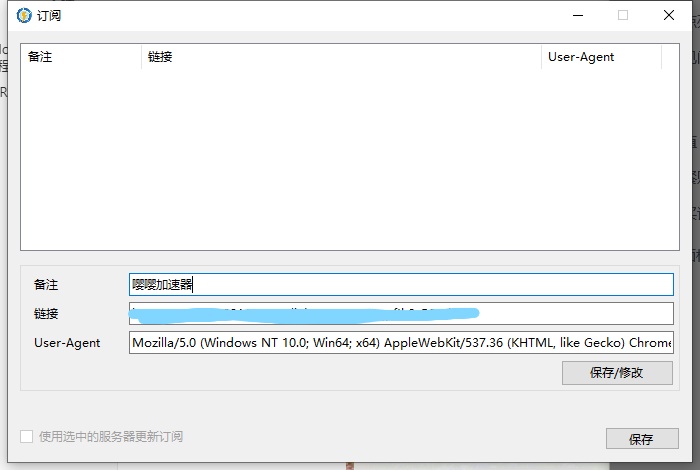 订阅
备注 链接 User-Agent
备注 嘤嘤加速器
链接
User-Agent Mozilla/5.0 (Windows NT 10.0; Win64; x64) AppleWebKit/537.36 (KHTML, like Gecko) Chrome
保存/修改
使用选中的服务器更新订阅
保存